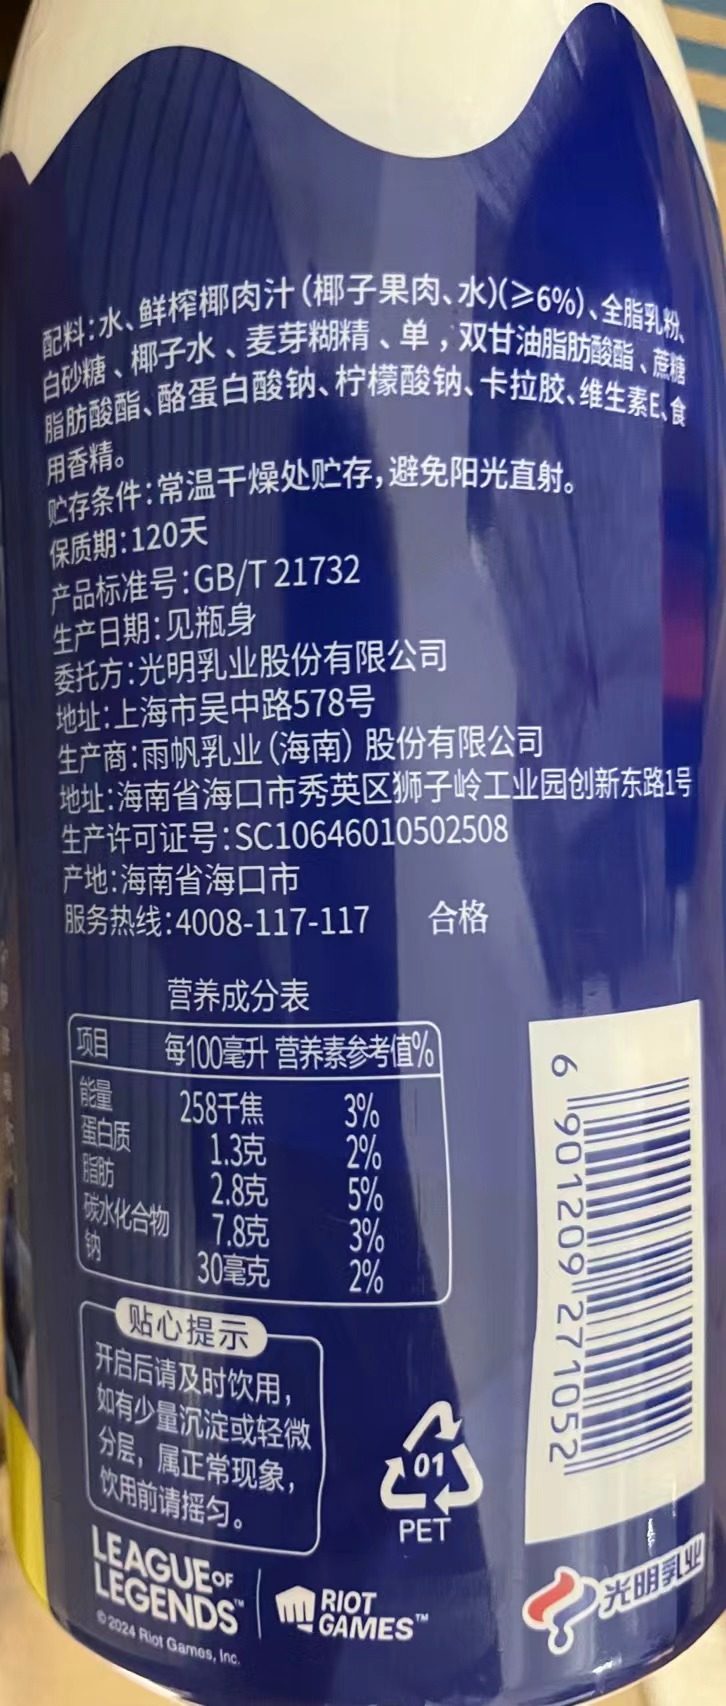 配料:水、鲜榨椰肉汁(椰子果肉、水)(≥6%)、全脂乳粉、
白砂糖、椰子水、麦芽糊精、单,双甘油脂肪酸酯、蔗糖
脂肪酸酯、酪蛋白酸钠、柠檬酸钠、卡拉胶、维生素E、食
用香精。
贮存条件:常温干燥处贮存,避免阳光直射。
保质期:120天
产品标准号:GB/T 21732
生产日期:见瓶身
委托方:光明乳业股份有限公司
地址:上海市吴中路578号
生产商:雨帆乳业(海南)股份有限公司
地址:海南省海口市秀英区狮子岭工业园创新东路1号
生产许可证号:SC10646010502508
产地:海南省海口市
服务热线:4008-117-117 合格
营养成分表
项目 每100毫升 营养素参考值%
能量 258千焦 3%
蛋白质 1.3克 2%
脂肪 2.8克 5%
碳水化合物 7.8克 3%
钠 30毫克 2%
贴心提示
开启后请及时饮用,
如有少量沉淀或轻微
分层,属正常现象,
饮用前请摇匀。
01
PET
6 901209 271052
LEAGUE OF
LEGENDS™
©2024 Riot Games, Inc.
RIOT
GAMES™
光明乳业